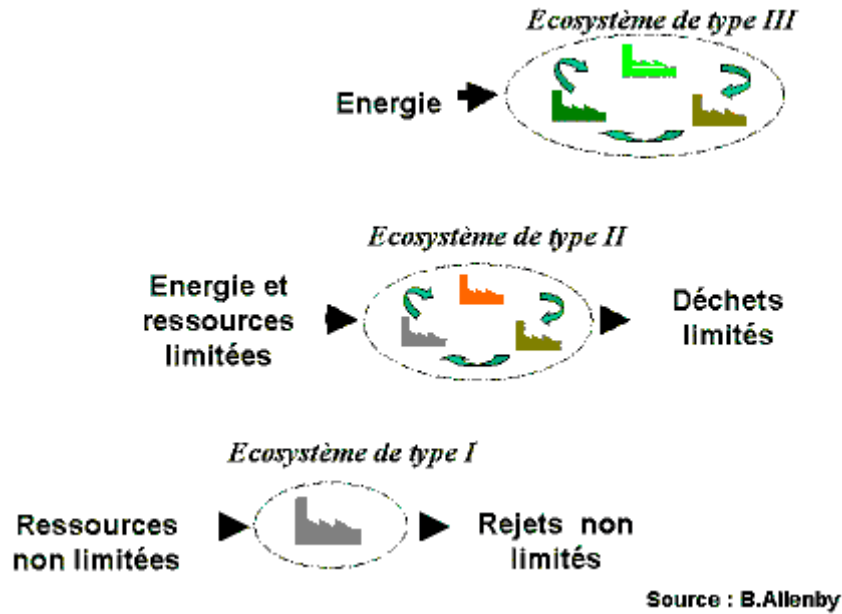 Ecosystème de type III
Energie
Ecosystème de type II
Energie et
ressources
limitées
Déchets
limités
Ecosystème de type I
Ressources
non limitées
Rejets non
limités
Source : B.Allenby